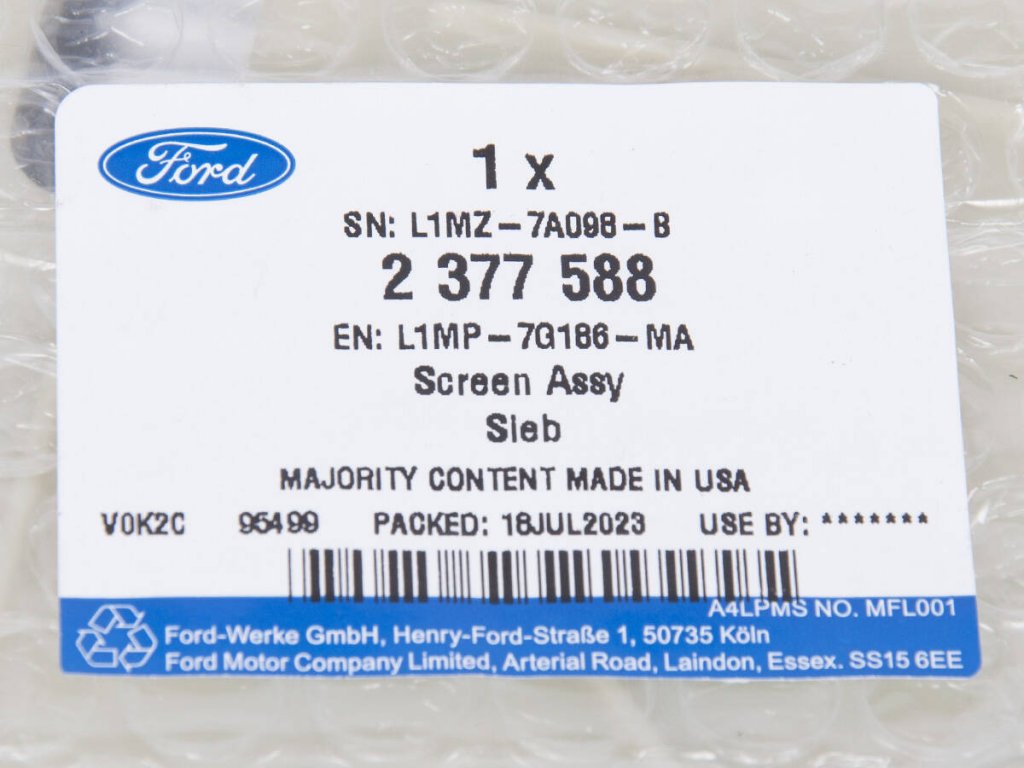 Ford
1 x
SN: L1MZ-7A098-B
2 377 588
EN: L1MP-7G186-MA
Screen Assy
Sieb
MAJORITY CONTENT MADE IN USA
V0K2C 95499 PACKED: 18JUL2023 USE BY: *******
A4LPMS NO. MFL001
Ford-Werke GmbH, Henry-Ford-Straße 1, 50735 Köln
Ford Motor Company Limited, Arterial Road, Laindon, Essex. SS15 6EE